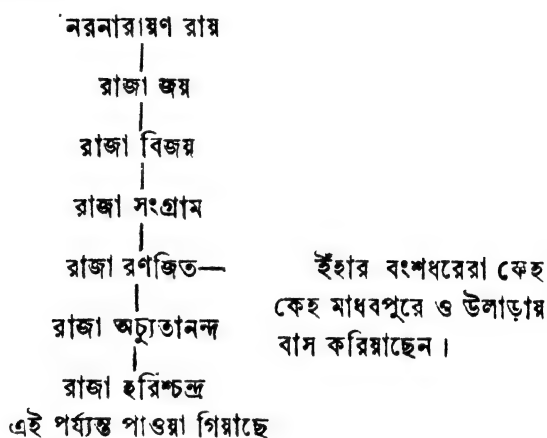 নরনারায়ণ রায়
রাজা জয়
রাজা বিজয়
রাজা সংগ্রাম
রাজা রণজিত—
ইঁহার বংশধরেরা কেহ
কেহ মাধবপুরে ও উলাড়ায়
বাস করিয়াছেন।
রাজা অচ্যুতানন্দ
রাজা হরিশ্চন্দ্র
এই পর্য্যন্ত পাওয়া গিয়াছে